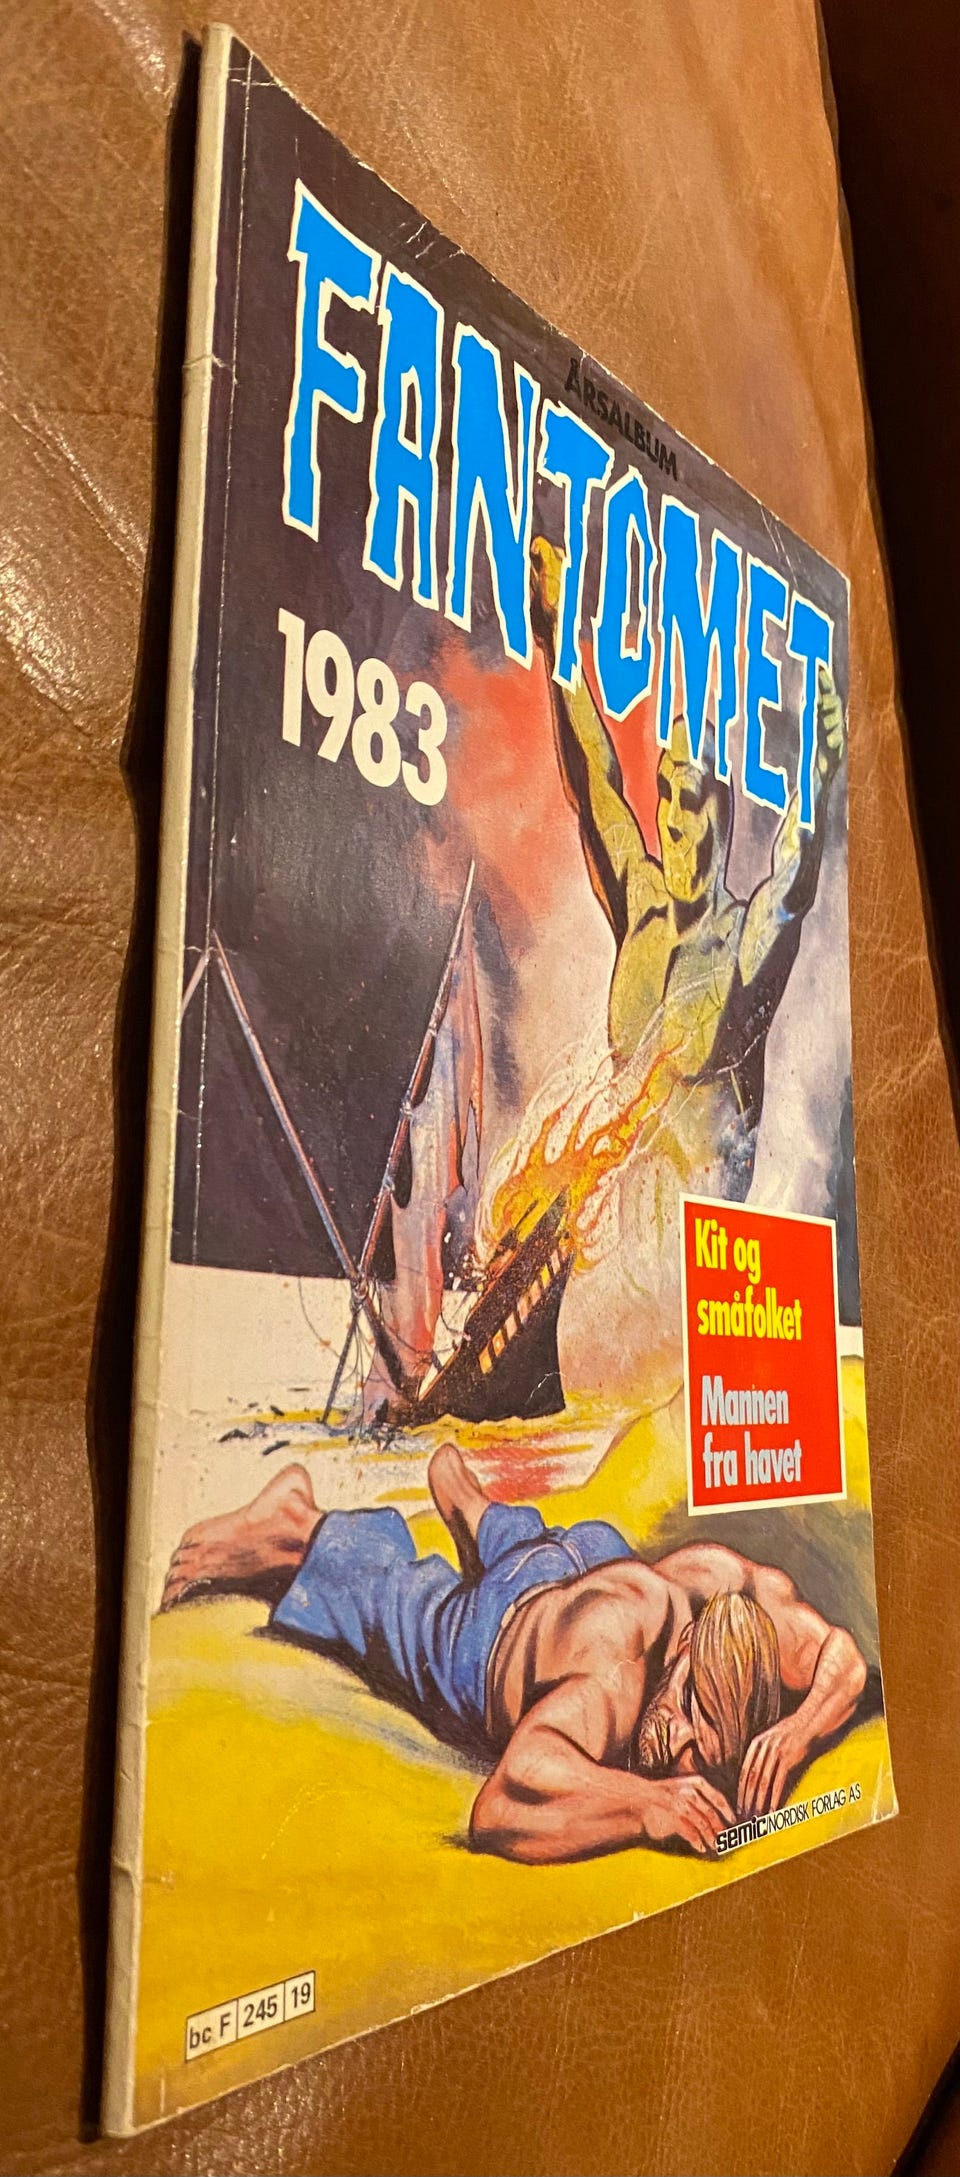 ÅRSALBUM
FANTOMET
1983
Kit og
småfolket
Mannen
fra havet
semic/NORDISK FORLAG AS
bc F 245 19